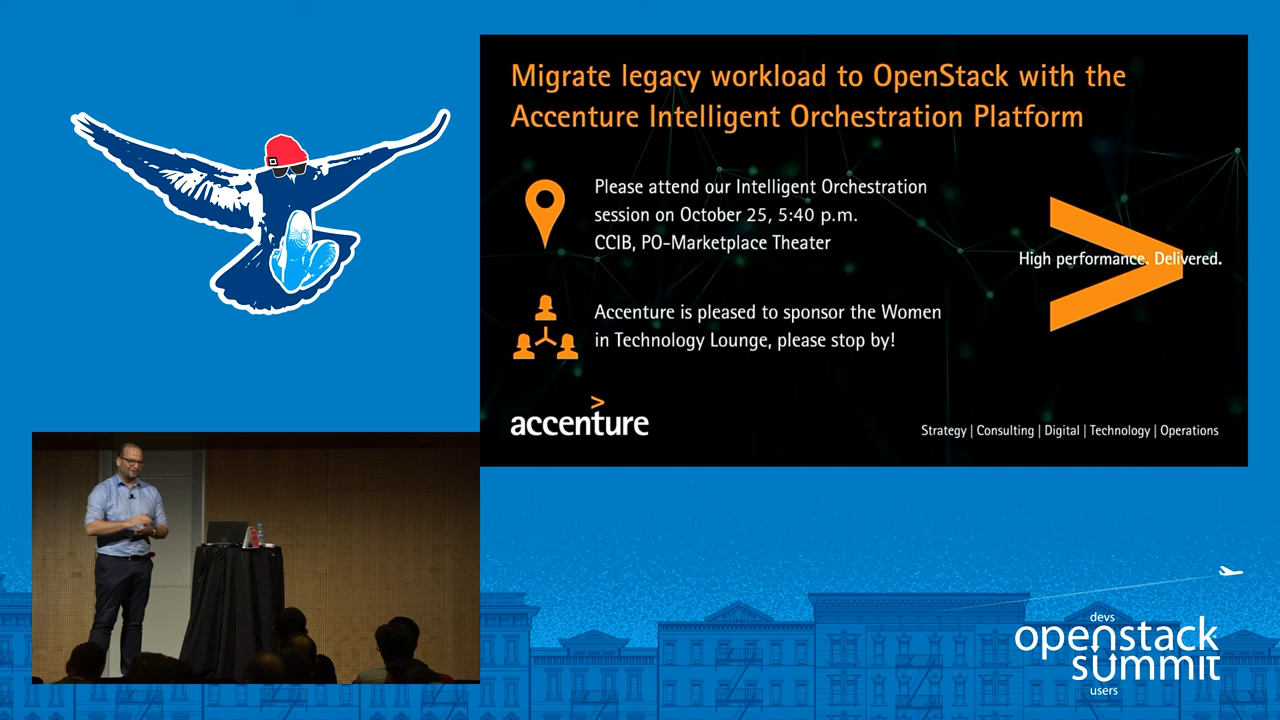 Migrate legacy workload to OpenStack with the
Accenture Intelligent Orchestration Platform
Please attend our Intelligent Orchestration
session on October 25, 5:40 p.m.
CCIB, PO-Marketplace Theater
High performance. Delivered.
Accenture is pleased to sponsor the Women
in Technology Lounge, please stop by!
accenture
Strategy | Consulting | Digital | Technology | Operations
devs
openstack
summit
users